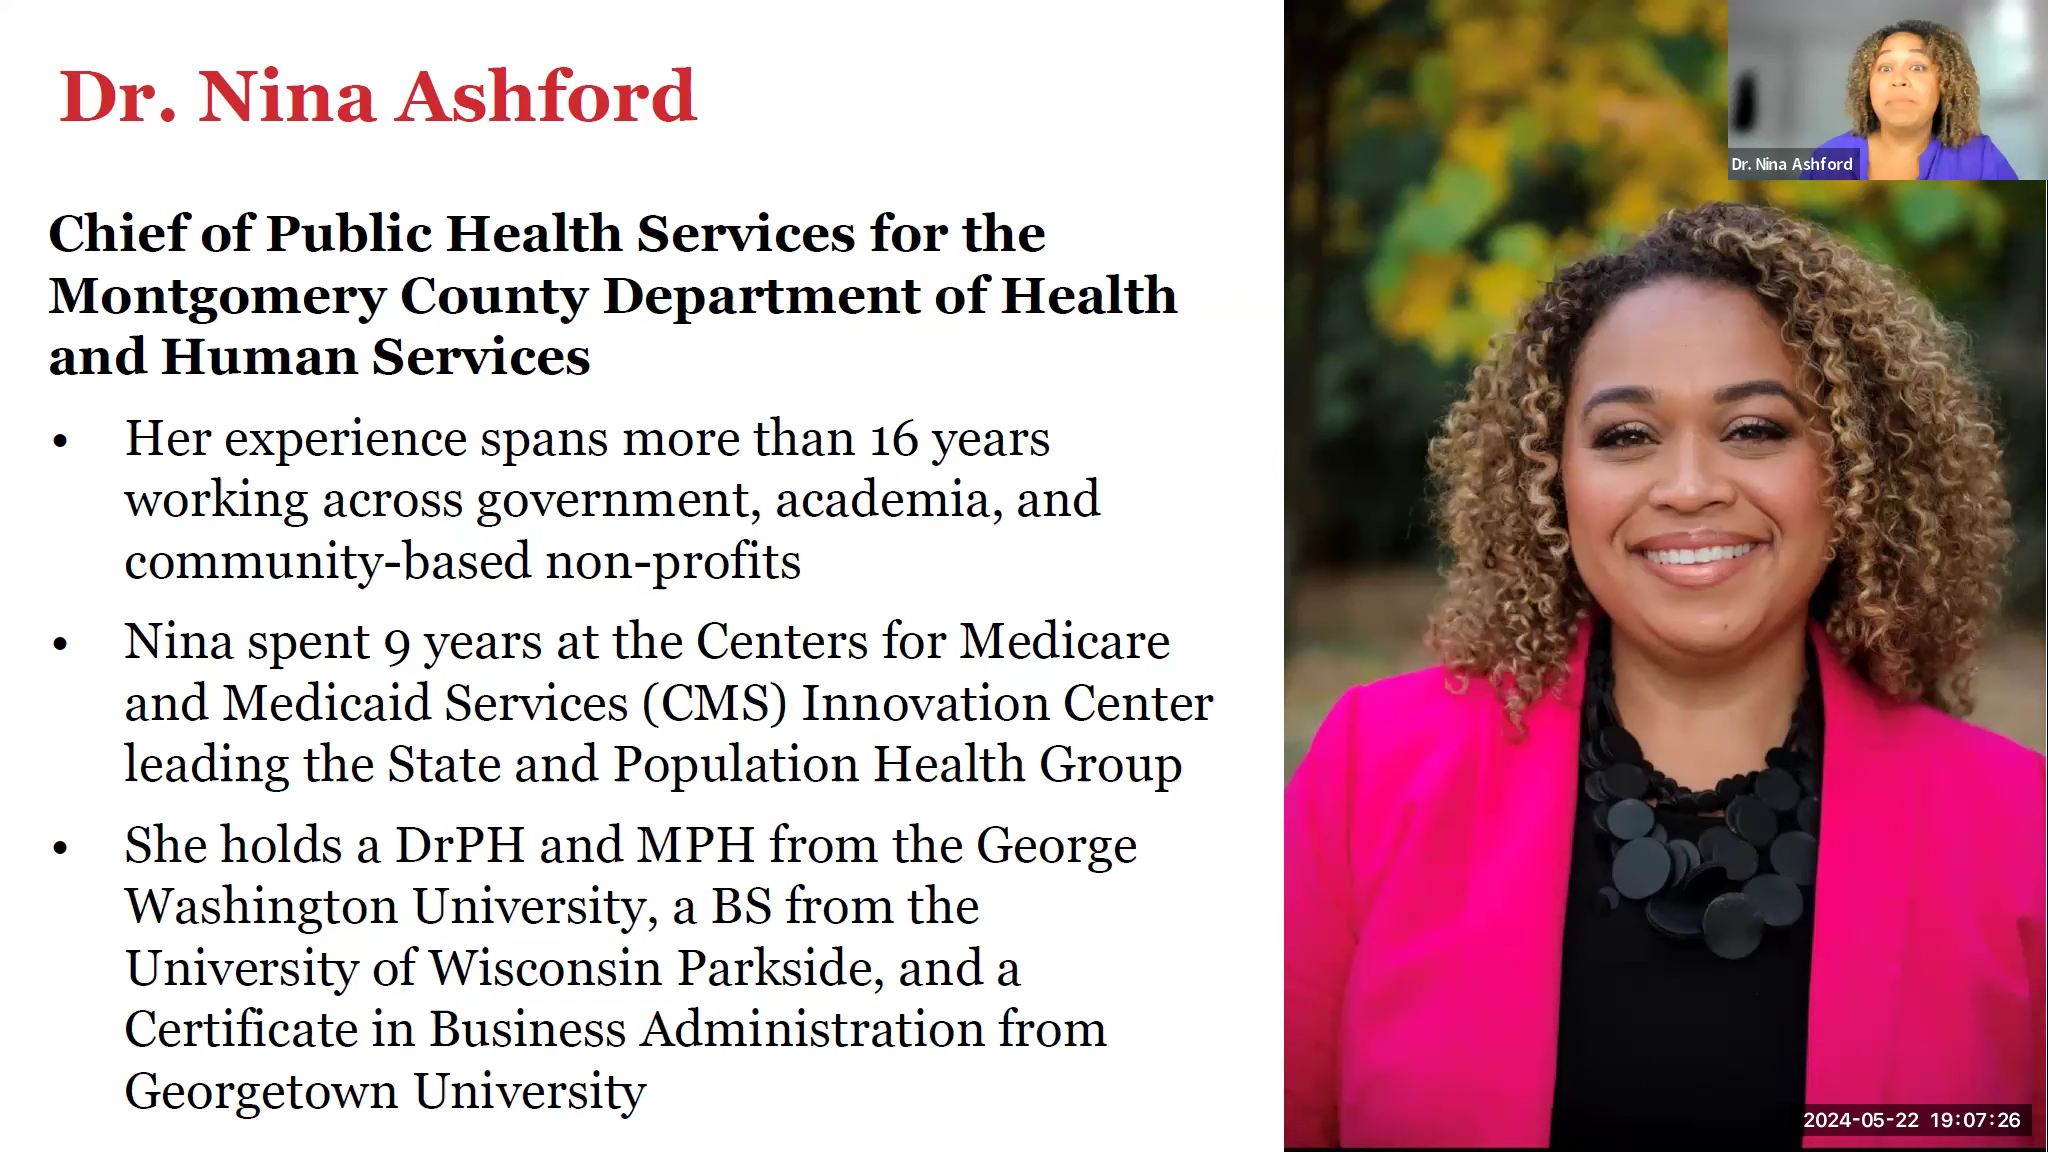 Dr. Nina Ashford
Dr. Nina Ashford
Chief of Public Health Services for the
Montgomery County Department of Health
and Human Services
• Her experience spans more than 16 years
working across government, academia, and
community-based non-profits
• Nina spent 9 years at the Centers for Medicare
and Medicaid Services (CMS) Innovation Center
leading the State and Population Health Group
• She holds a DrPH and MPH from the George
Washington University, a BS from the
University of Wisconsin Parkside, and a
Certificate in Business Administration from
Georgetown University
2024-05-22 19:07:26